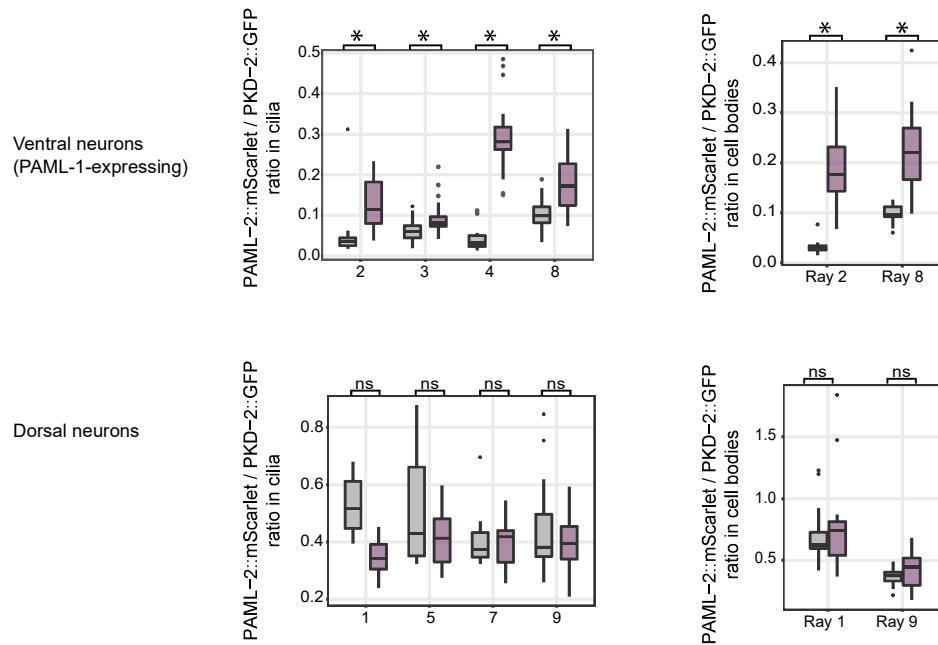 Ventral neurons
(PAML-1-expressing)
PAML−2::mScarlet / PKD−2::GFP
ratio in cilia
* * * *
0.5
0.4
0.3
0.2
0.1
0.0
2 3 4 8
PAML−2::mScarlet / PKD−2::GFP
ratio in cell bodies
* *
0.4
0.3
0.2
0.1
0.0
Ray 2 Ray 8
Dorsal neurons
PAML−2::mScarlet / PKD−2::GFP
ratio in cilia
ns ns ns ns
0.8
0.6
0.4
0.2
1 5 7 9
PAML−2::mScarlet / PKD−2::GFP
ratio in cell bodies
ns ns
1.5
1.0
0.5
Ray 1 Ray 9